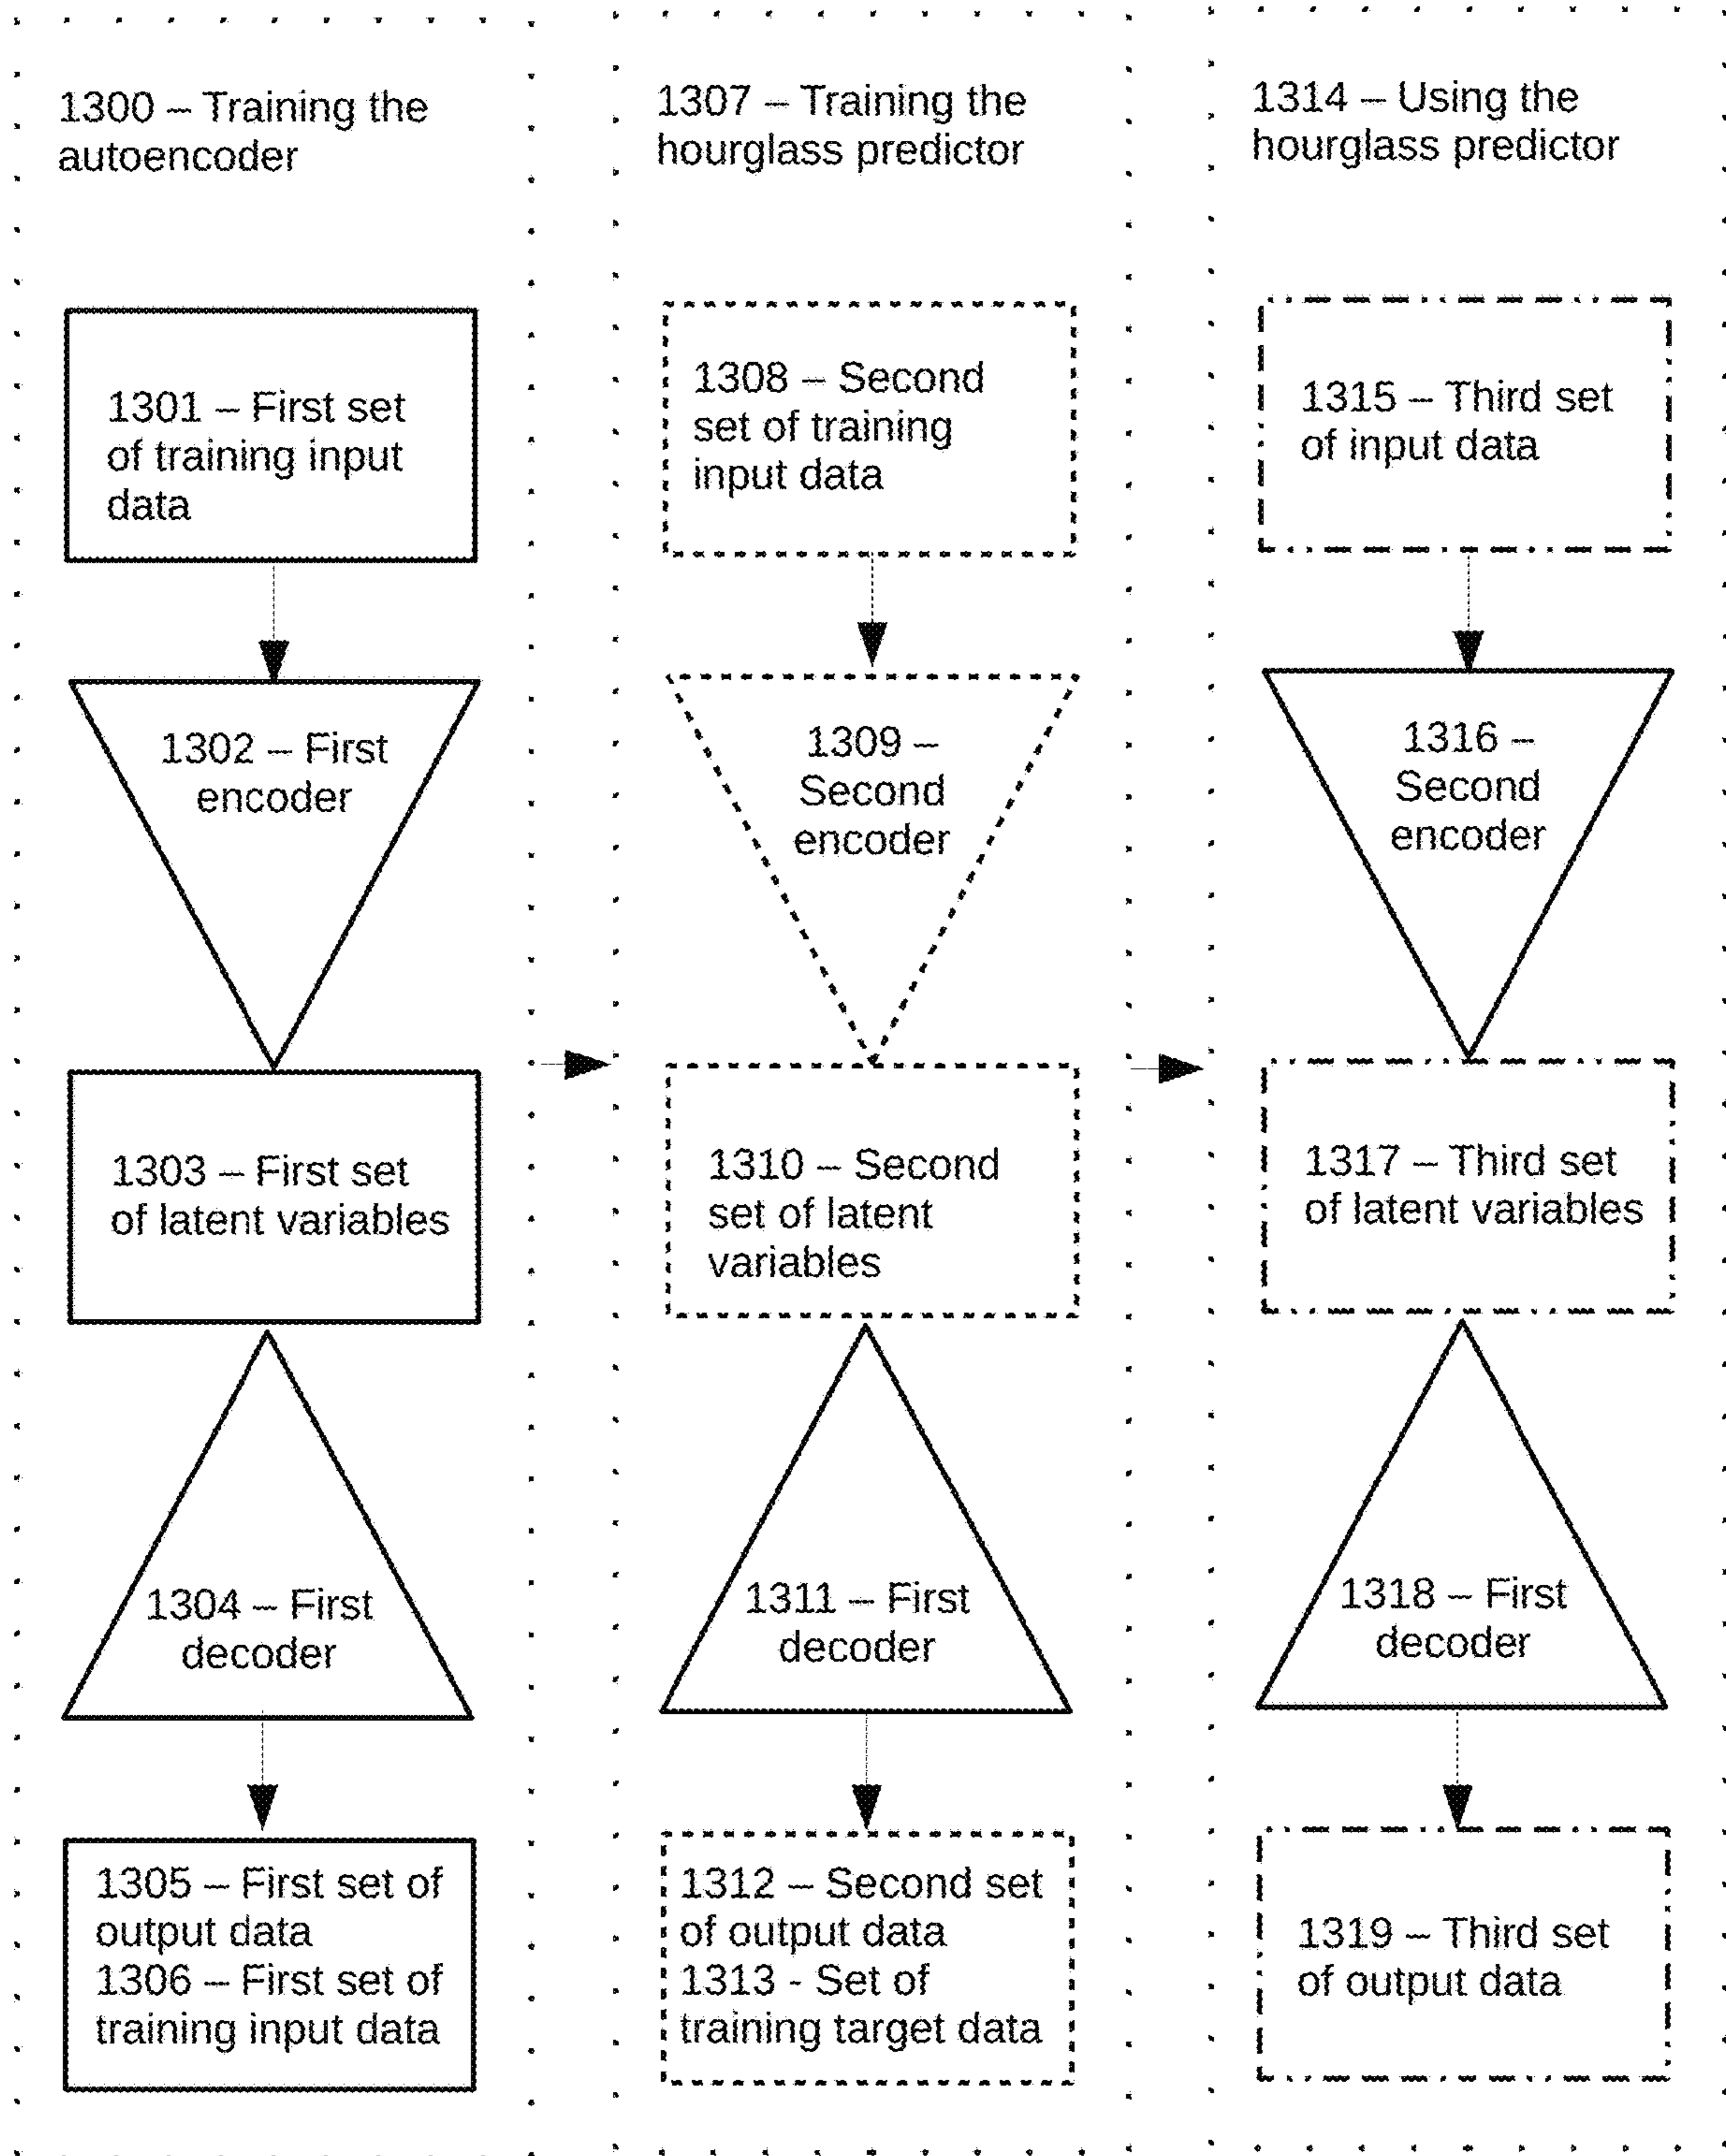 1300 – Training the
autoencoder
1301 – First set
of training input
data
1302 – First
encoder
1303 – First set
of latent variables
1304 – First
decoder
1305 – First set of
output data
1306 – First set of
training input data
1307 – Training the
hourglass predictor
1308 – Second
set of training
input data
1309 –
Second
encoder
1310 – Second
set of latent
variables
1311 – First
decoder
1312 – Second set
of output data
1313 - Set of
training target data
1314 – Using the
hourglass predictor
1315 – Third set
of input data
1316 –
Second
encoder
1317 – Third set
of latent variables
1318 – First
decoder
1319 – Third set
of output data